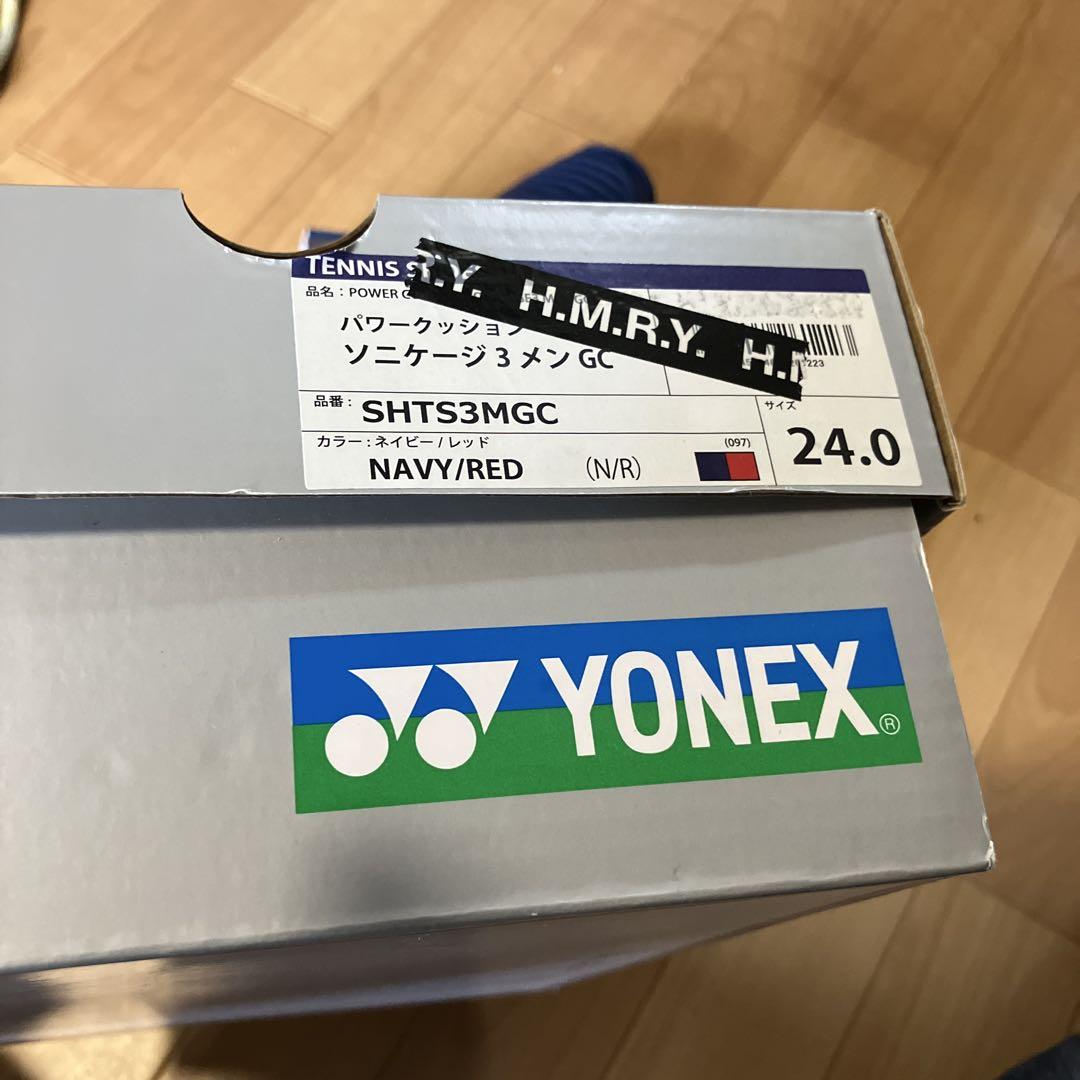 TENNIS
品名：POWER
パワークッション
ソニケージ 3 メン GC
品番：
SHTS3MGC
カラー：ネイビー / レッド
NAVY/RED (N/R)
(097)
サイズ
24.0
R.Y. H.M.R.Y. H.
YONEX®